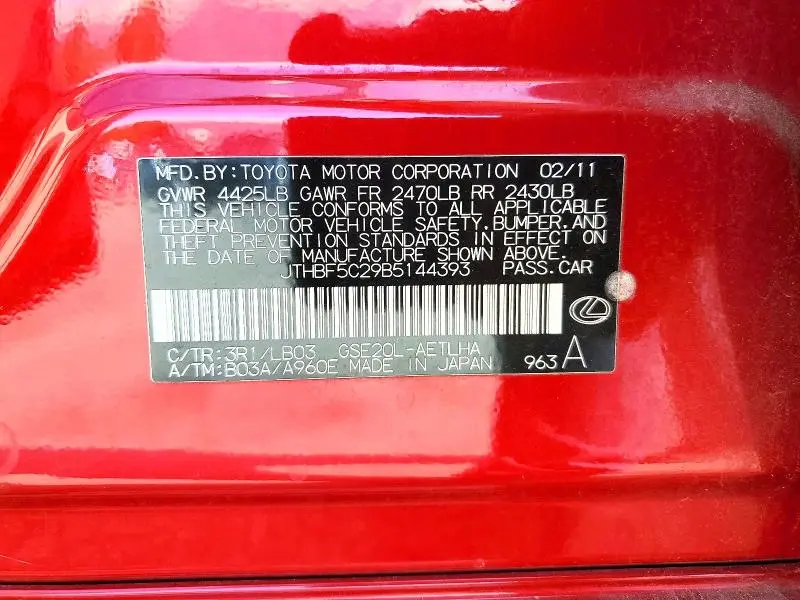 MFD.BY:TOYOTA MOTOR CORPORATION 02/11
GVWR 4425LB GAWR FR 2470LB RR 2430LB
THIS VEHICLE CONFORMS TO ALL APPLICABLE
FEDERAL MOTOR VEHICLE SAFETY,BUMPER,AND
THEFT PREVENTION STANDARDS IN EFFECT ON
THE DATE OF MANUFACTURE SHOWN ABOVE.
JTHBF5C29B5144393 PASS.CAR
C/TR:3R1/LB03 GSE20L-AETLHA
A/TM:B03A/A960E MADE IN JAPAN 963 A